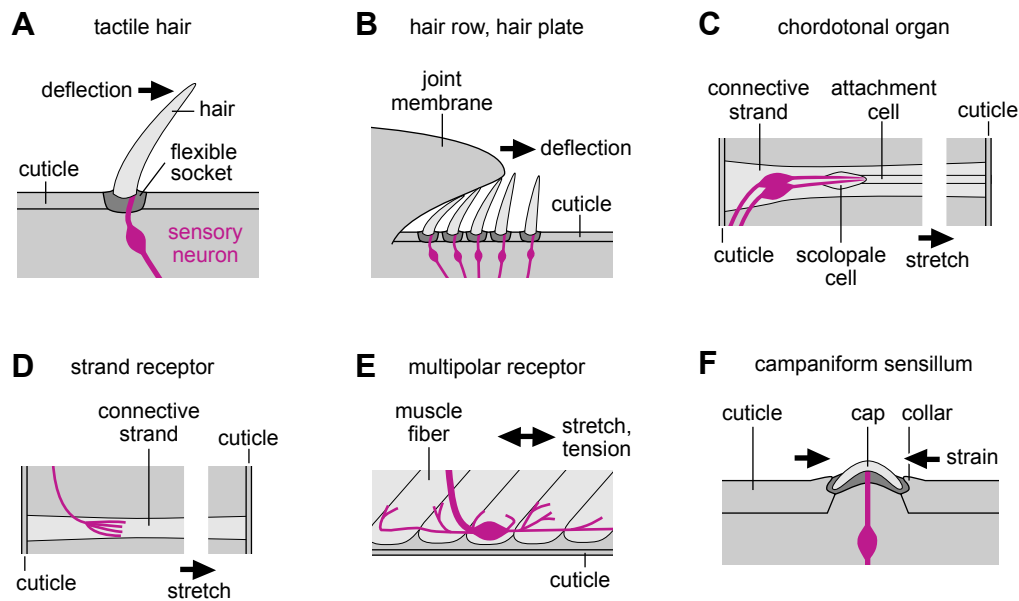 A tactile hair
deflection
hair
cuticle
flexible
socket
sensory
neuron
B hair row, hair plate
joint
membrane
deflection
cuticle
C chordotonal organ
connective
strand
attachment
cell
cuticle
cuticle
scolopale
cell
stretch
D strand receptor
connective
strand
cuticle
cuticle
stretch
E multipolar receptor
muscle
fiber
stretch,
tension
cuticle
F campaniform sensillum
cuticle
cap
collar
strain